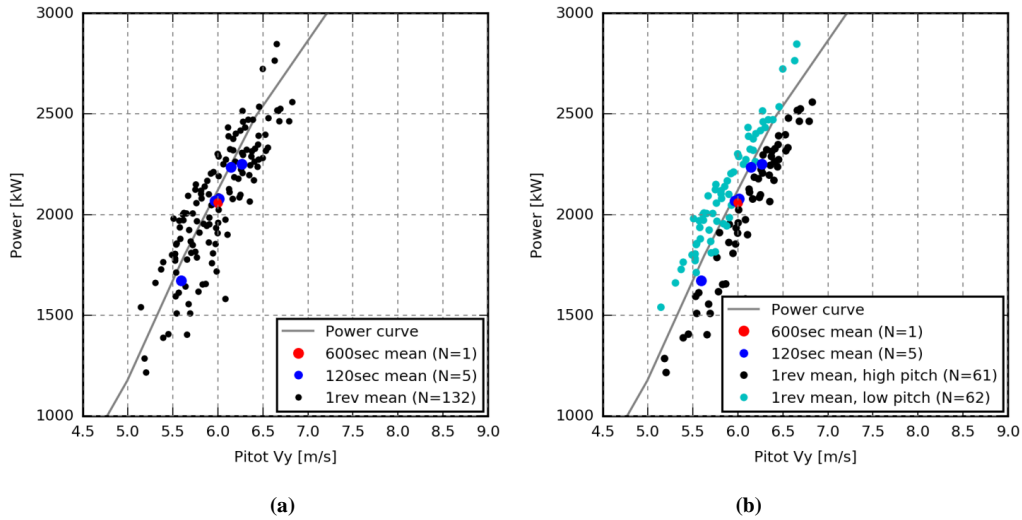 3000
2500
2000
1500
1000
Power [kW]
4.5 5.0 5.5 6.0 6.5 7.0 7.5 8.0 8.5 9.0
Pitot Vy [m/s]
Power curve
600sec mean (N=1)
120sec mean (N=5)
1rev mean (N=132)
(a)
3000
2500
2000
1500
1000
Power [kW]
4.5 5.0 5.5 6.0 6.5 7.0 7.5 8.0 8.5 9.0
Pitot Vy [m/s]
Power curve
600sec mean (N=1)
120sec mean (N=5)
1rev mean, high pitch (N=61)
1rev mean, low pitch (N=62)
(b)